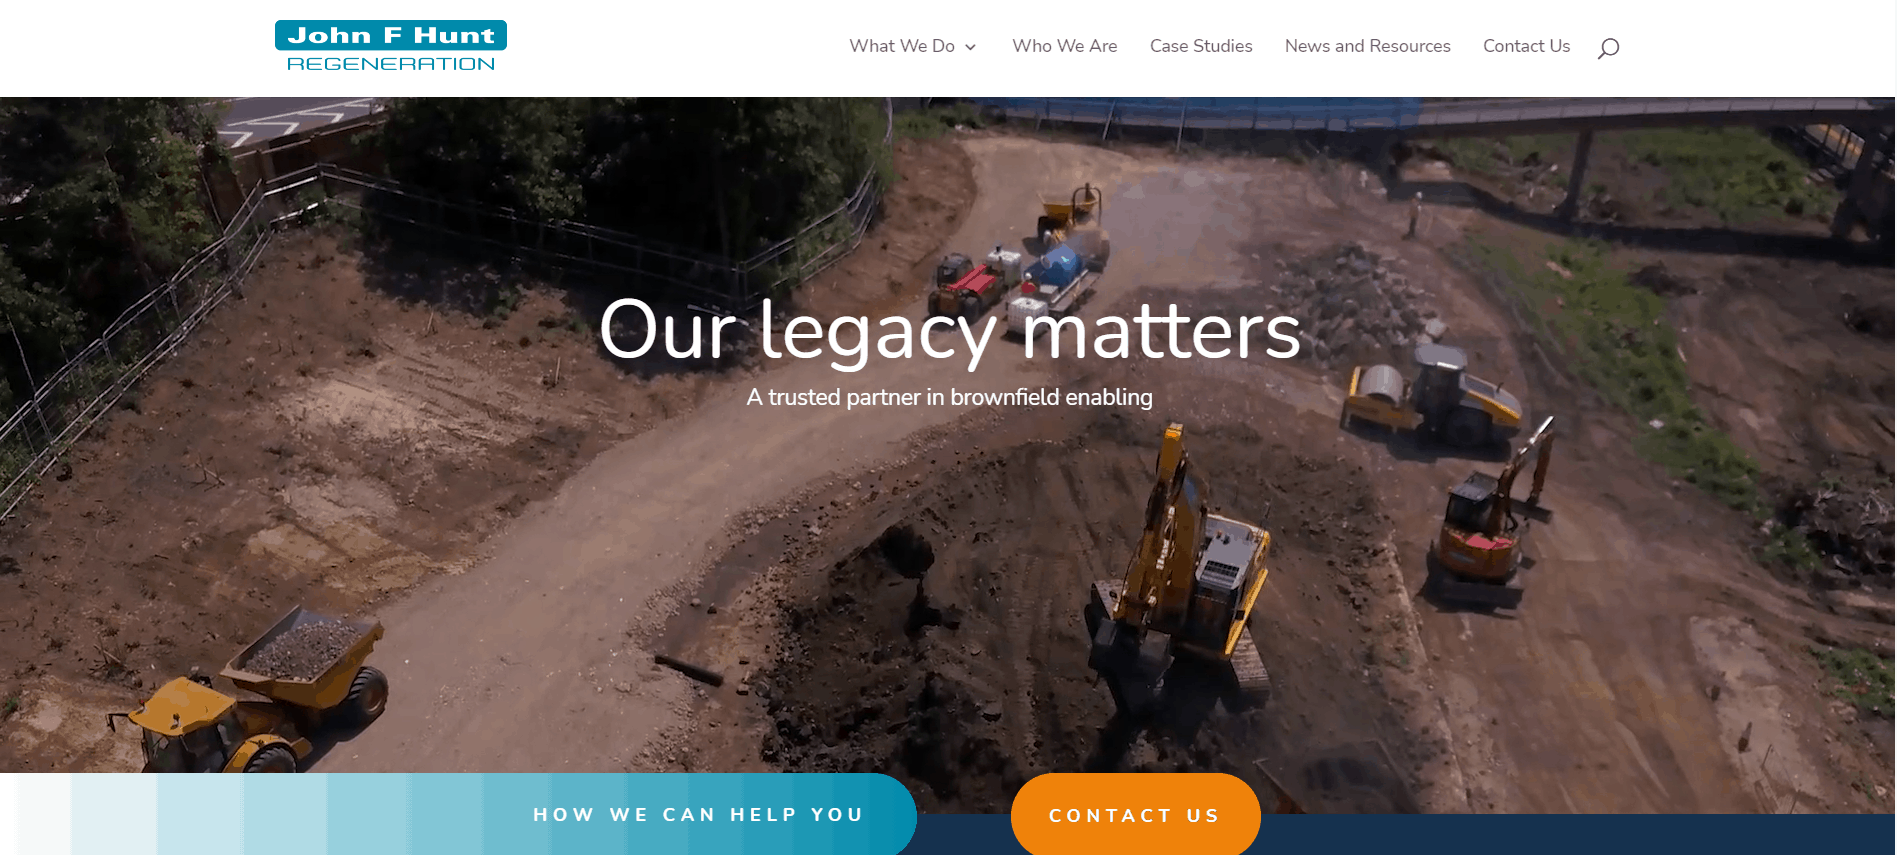 John F Hunt
REGENERATION
What We Do
Who We Are
Case Studies
News and Resources
Contact Us
Our legacy matters
A trusted partner in brownfield enabling
HOW WE CAN HELP YOU
CONTACT US